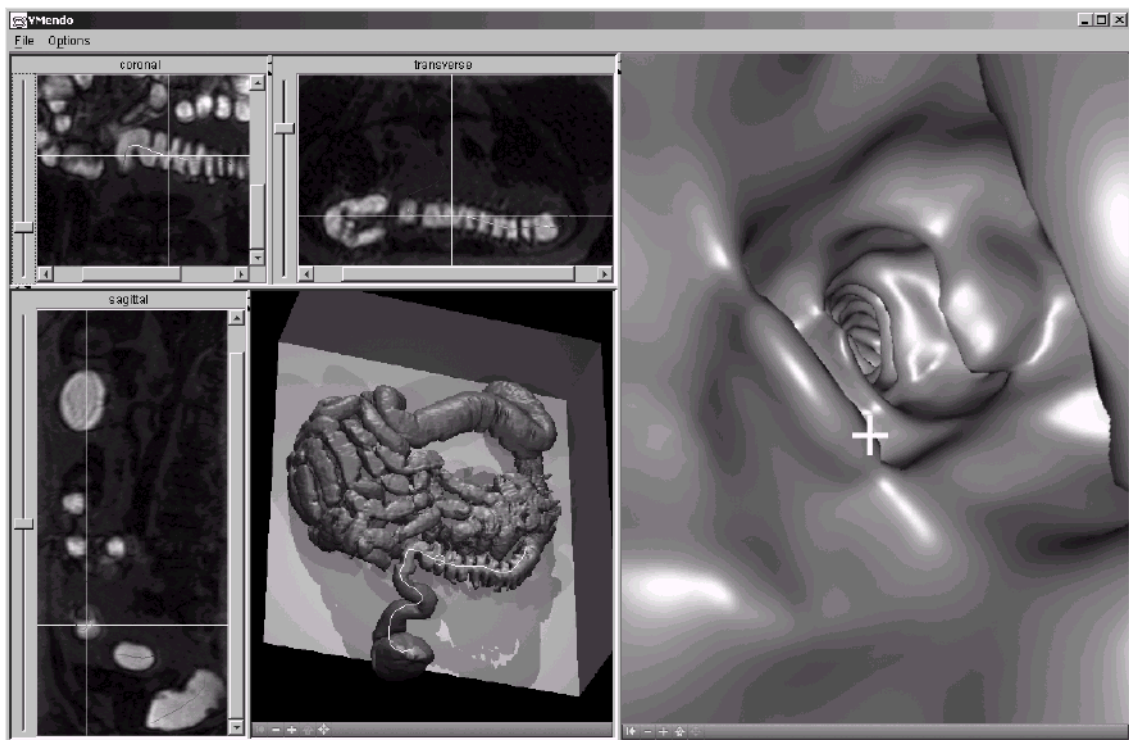 VMendo
File Options
coronal
transverse
sagittal